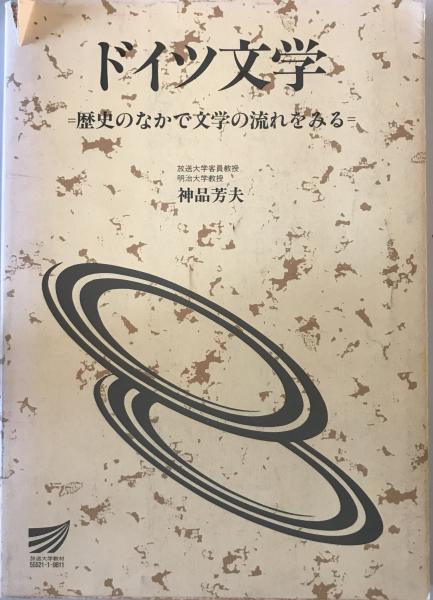 ドイツ文学
=歴史のなかで文学の流れをみる=
放送大学客員教授
明治大学教授
神品芳夫
放送大学教材
55521-1-8811